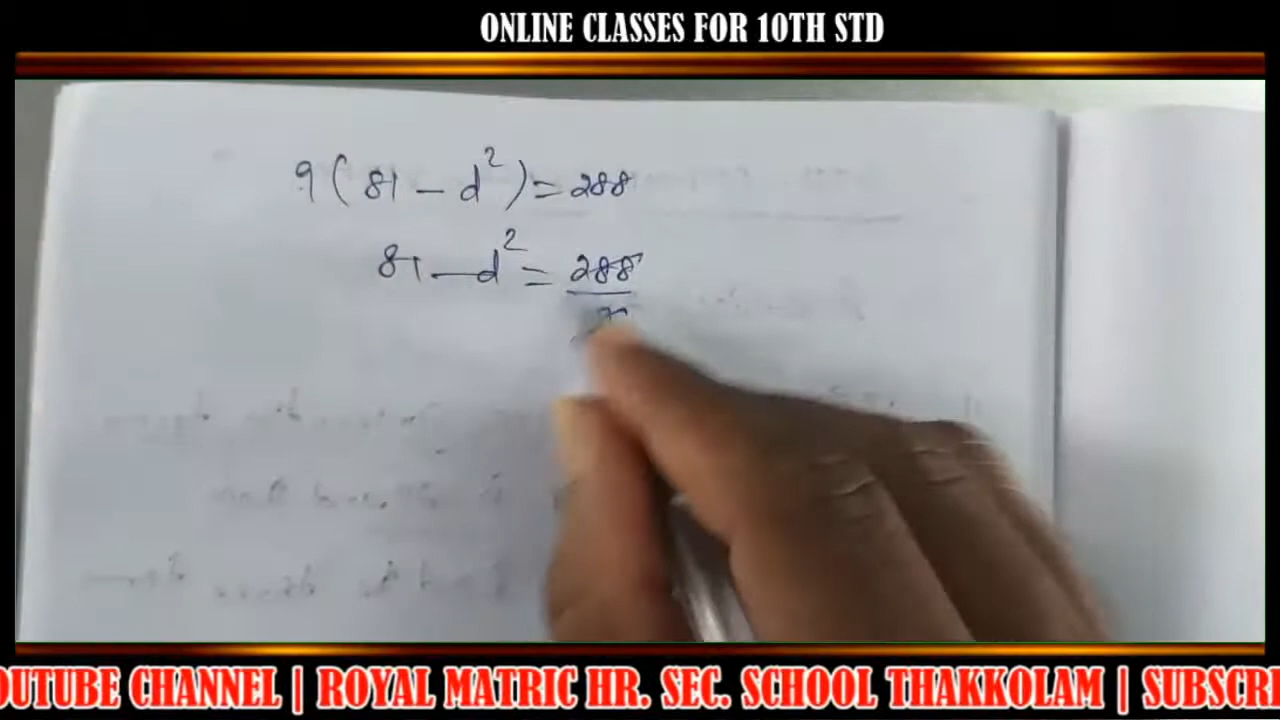 ONLINE CLASSES FOR 10TH STD
9 ( 81 - d² ) = 288
81 - d² = 288
OUTUBE CHANNEL | ROYAL MATRIC HR. SEC. SCHOOL THAKKOLAM | SUBSCRI